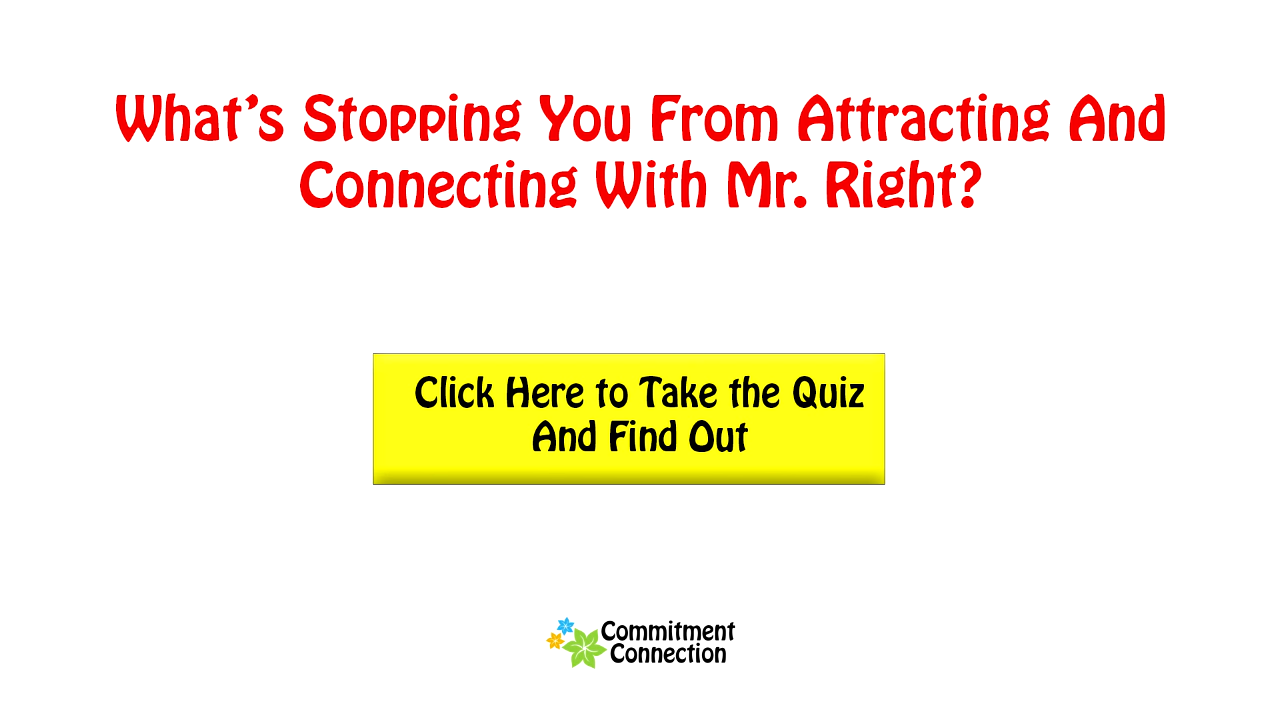 What's Stopping You From Attracting And
Connecting With Mr. Right?
Click Here to Take the Quiz
And Find Out
Commitment
Connection